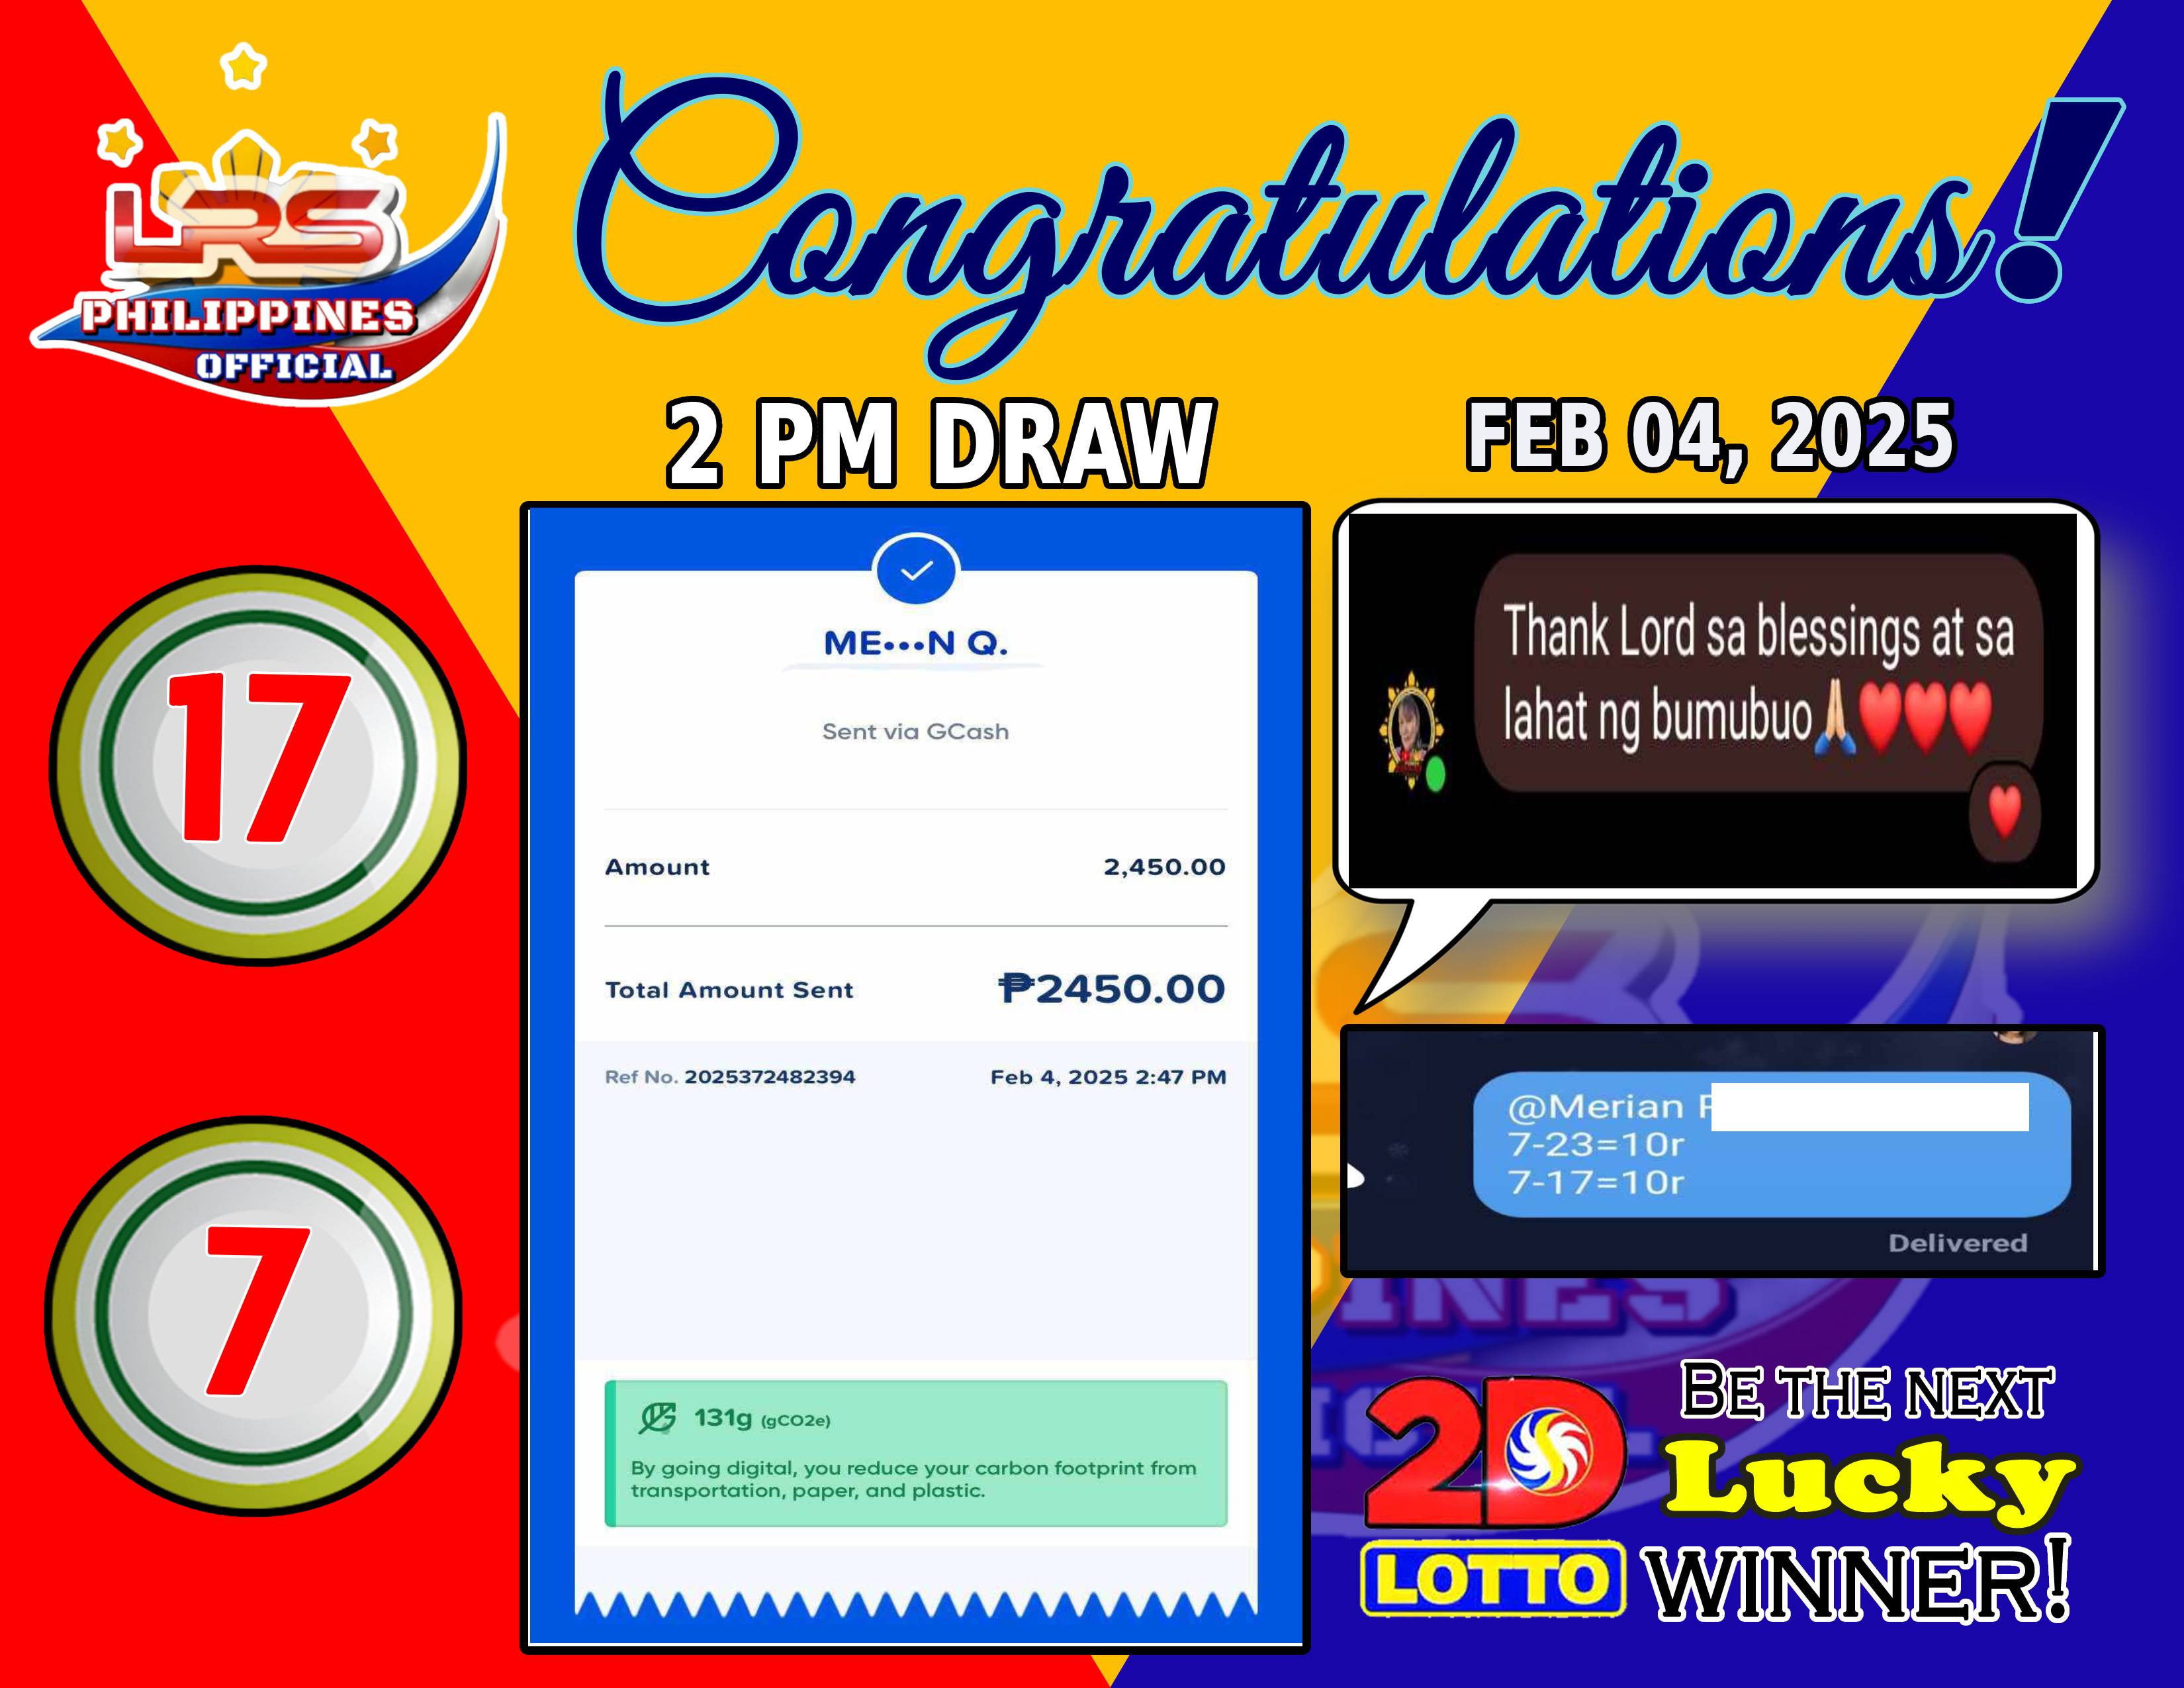 LRS
PHILIPPINES
OFFICIAL
Congratulations!
2 PM DRAW
FEB 04, 2025
17
7
ME•••N Q.
Sent via GCash
Amount 2,450.00
Total Amount Sent ₱2450.00
Ref No. 2025372482394 Feb 4, 2025 2:47 PM
131g (gCO2e)
By going digital, you reduce your carbon footprint from
transportation, paper, and plastic.
Thank Lord sa blessings at sa
lahat ng bumubuo🙏🏼❤️❤️❤️
❤️
@Merian
7-23=10r
7-17=10r
Delivered
2D
LOTTO
BE THE NEXT
Lucky
WINNER!